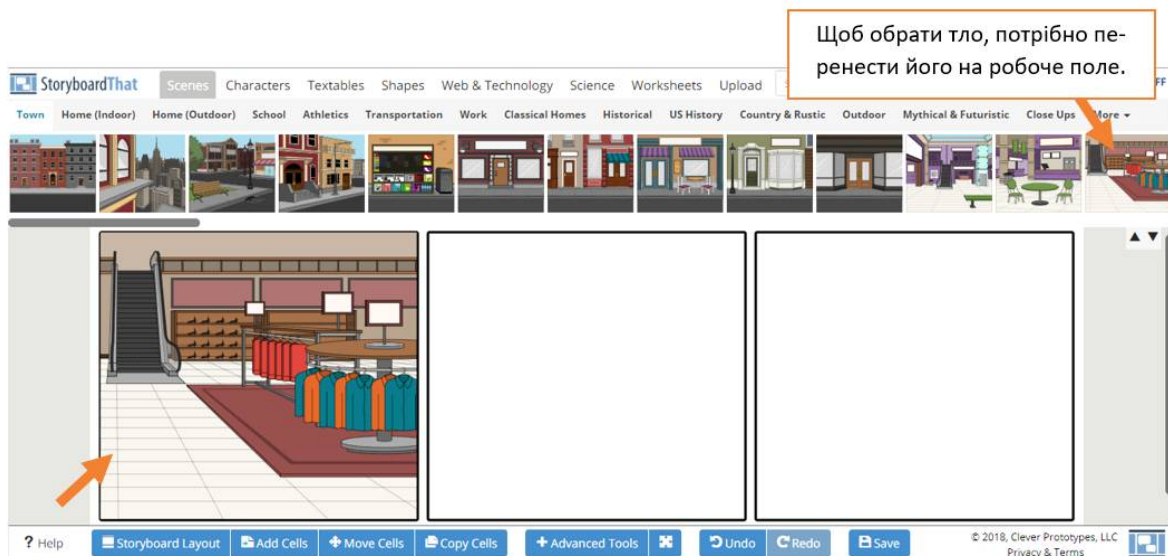 Щоб обрати тло, потрібно пе-
ренести його на робоче поле.
StoryboardThat Scenes Characters Textables Shapes Web & Technology Science Worksheets Upload
Town Home (Indoor) Home (Outdoor) School Athletics Transportation Work Classical Homes Historical US History Country & Rustic Outdoor Mythical & Futuristic Close Ups More
? Help Storyboard Layout Add Cells Move Cells Copy Cells + Advanced Tools Undo Redo Save © 2018, Clever Prototypes, LLC
Privacy & Terms